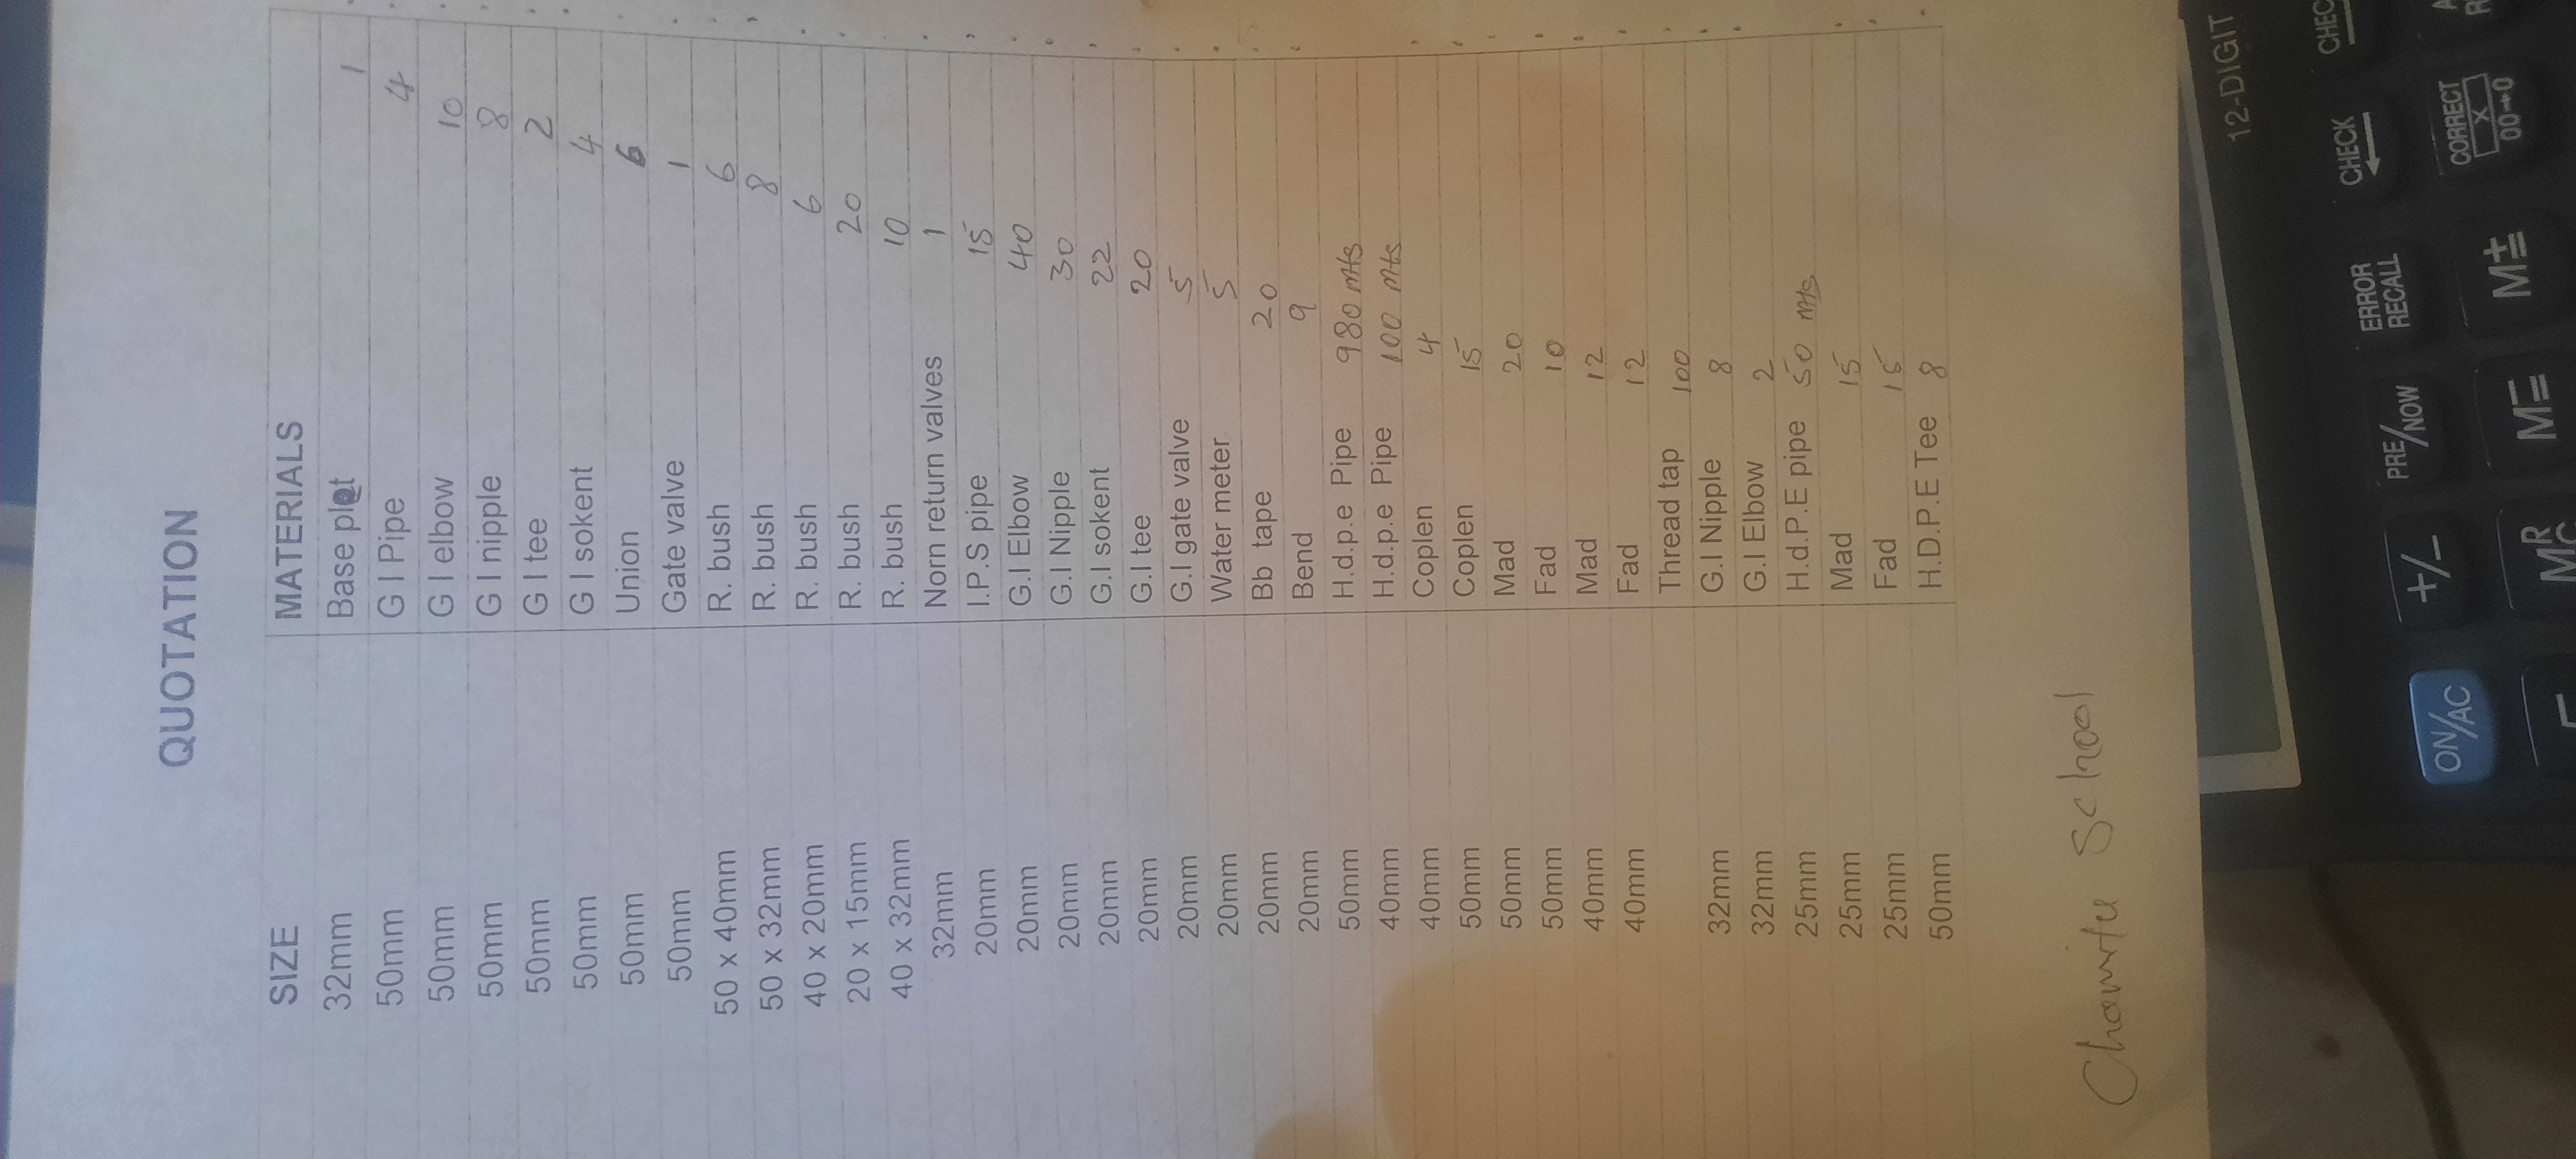 QUOTATION
SIZE MATERIALS
32mm Base plet 1
50mm G I Pipe 4
50mm G I elbow 10
50mm G I nipple 8
50mm G I tee 2
50mm G I sokent 4
50mm Union 6
50mm Gate valve 1
50 x 40mm R. bush 6
50 x 32mm R. bush 8
40 x 20mm R. bush 6
20 x 15mm R. bush 20
40 x 32mm R. bush 10
32mm Norn return valves 1
20mm I.P.S pipe 15
20mm G.I Elbow 40
20mm G.I Nipple 30
20mm G.I sokent 22
20mm G.I tee 20
20mm G.I gate valve 5
20mm Water meter 5
20mm Bb tape 20
20mm Bend 9
50mm H.d.p.e Pipe 980 mts
40mm H.d.p.e Pipe 100 mts
40mm Coplen 4
50mm Coplen 15
50mm Mad 20
50mm Fad 10
40mm Mad 12
40mm Fad 12
Thread tap 100
32mm G.I Nipple 8
32mm G.I Elbow 2
25mm H.d.P.E pipe 50 mts
25mm Mad 15
25mm Fad 15
50mm H.D.P.E Tee 8
School
12-DIGIT
ON/AC +/- PRE/NOW ERROR RECALL CHECK
MRC M= M± CORRECT X 00→0